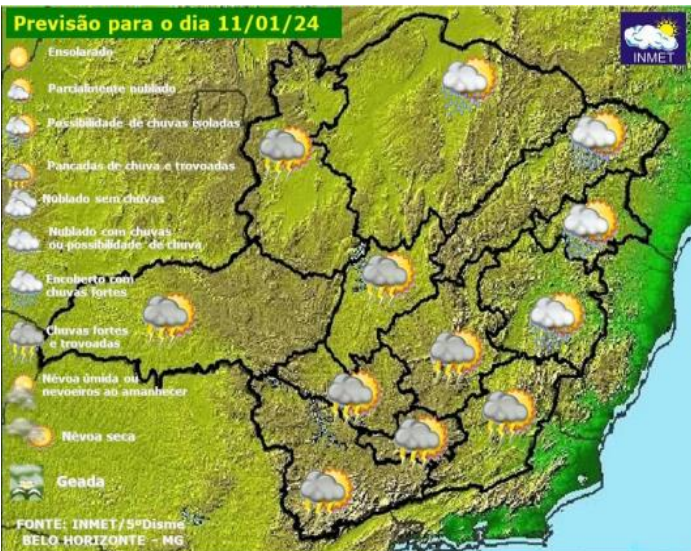 Previsão para o dia 11/01/24
INMET
Ensolarado
Parcialmente nublado
Possibilidade de chuvas isoladas
Pancadas de chuva e trovoadas
Nublado sem chuvas
Nublado com chuvas
ou possibilidade de chuva
Encoberto com
chuvas fortes
Chuvas fortes
e trovoadas
Névoa úmida ou
nevoeiros ao amanhecer
Névoa seca
Geada
FONTE: INMET/5ºDisme
BELO HORIZONTE - MG